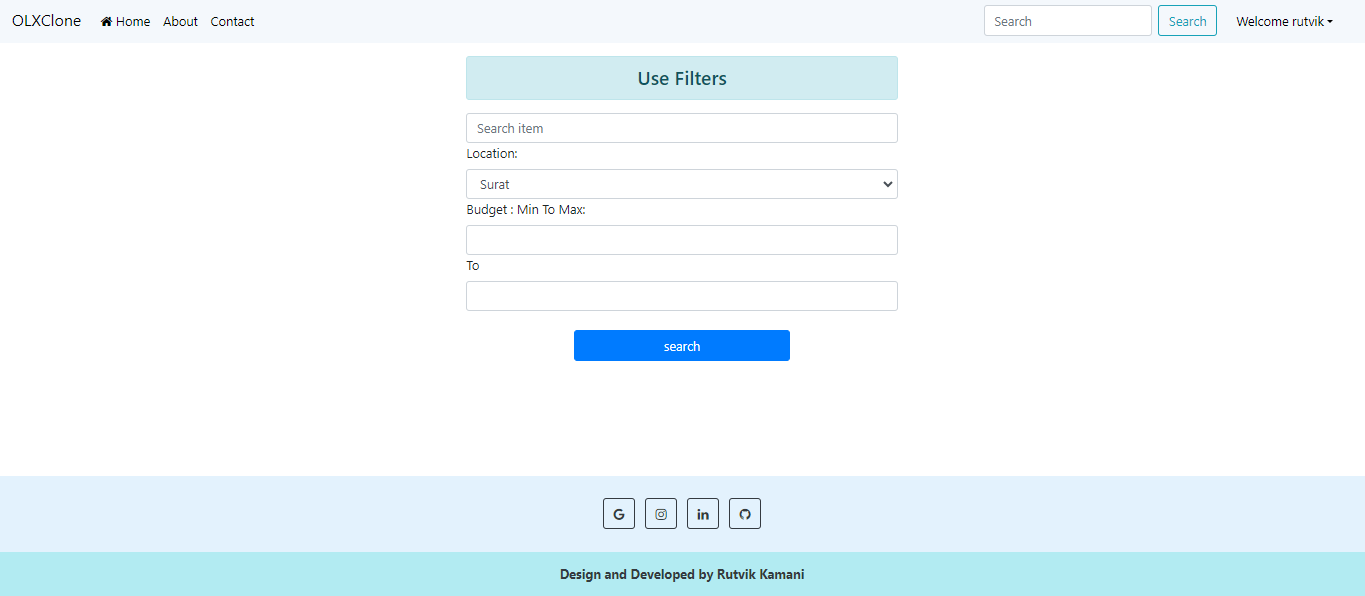 OLXClone Home About Contact Search Search Welcome rutvik
Use Filters
Search item
Location:
Surat
Budget : Min To Max:
To
search
Design and Developed by Rutvik Kamani